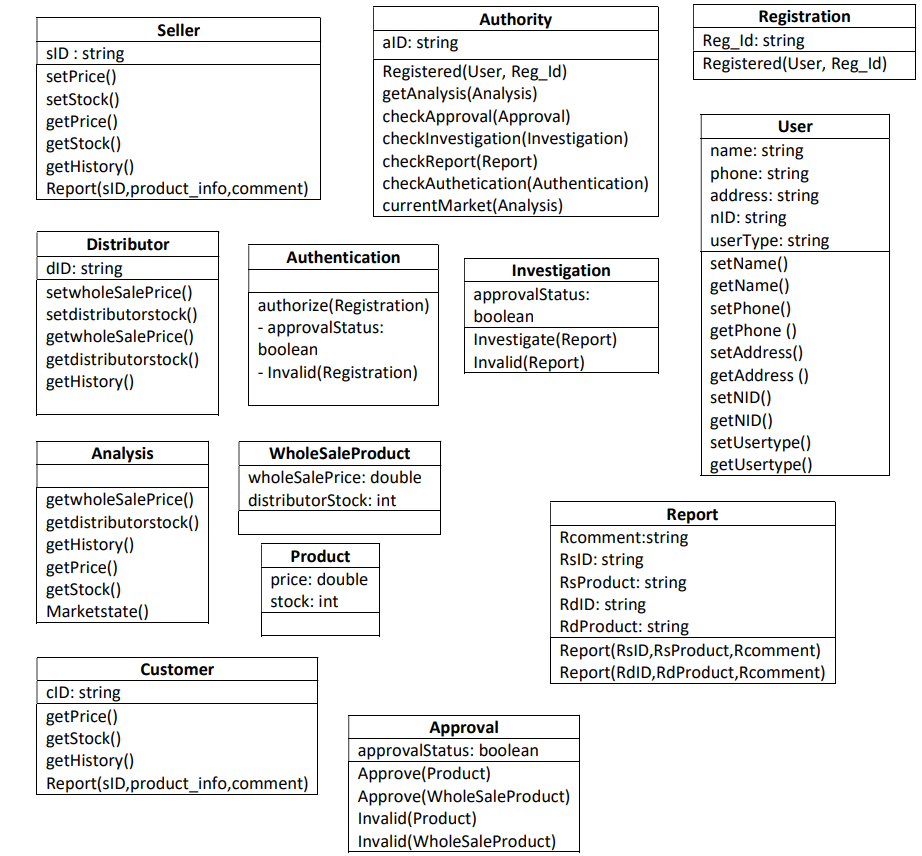 Seller
sID : string
setPrice()
setStock()
getPrice()
getStock()
getHistory()
Report(sID,product_info,comment)
Authority
aID: string
Registered(User, Reg_Id)
getAnalysis(Analysis)
checkApproval(Approval)
checkInvestigation(Investigation)
checkReport(Report)
checkAuthetication(Authentication)
currentMarket(Analysis)
Registration
Reg_Id: string
Registered(User, Reg_Id)
User
name: string
phone: string
address: string
nID: string
userType: string
setName()
getName()
setPhone()
getPhone ()
setAddress()
getAddress ()
setNID()
getNID()
setUsertype()
getUsertype()
Distributor
dID: string
setwholeSalePrice()
setdistributorstock()
getwholeSalePrice()
getdistributorstock()
getHistory()
Authentication
authorize(Registration)
- approvalStatus:
boolean
- Invalid(Registration)
Investigation
approvalStatus:
boolean
Investigate(Report)
Invalid(Report)
Analysis
getwholeSalePrice()
getdistributorstock()
getHistory()
getPrice()
getStock()
Marketstate()
WholeSaleProduct
wholeSalePrice: double
distributorStock: int
Product
price: double
stock: int
Report
Rcomment:string
RsID: string
RsProduct: string
RdID: string
RdProduct: string
Report(RsID,RsProduct,Rcomment)
Report(RdID,RdProduct,Rcomment)
Customer
cID: string
getPrice()
getStock()
getHistory()
Report(sID,product_info,comment)
Approval
approvalStatus: boolean
Approve(Product)
Approve(WholeSaleProduct)
Invalid(Product)
Invalid(WholeSaleProduct)